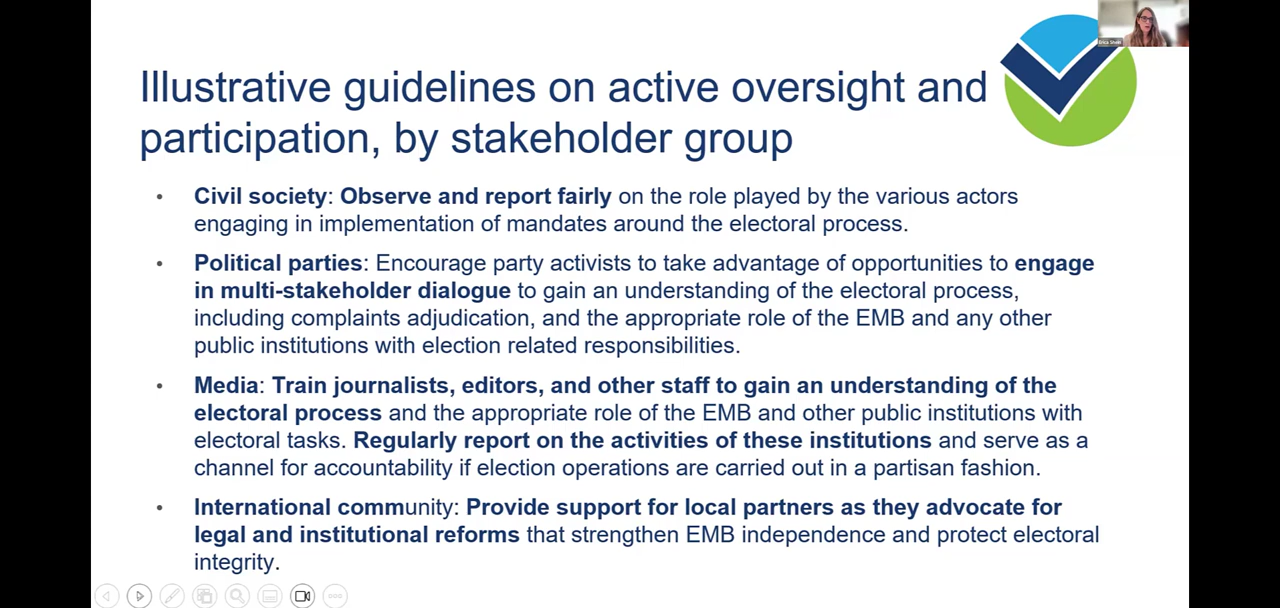 Illustrative guidelines on active oversight and
participation, by stakeholder group
• Civil society: Observe and report fairly on the role played by the various actors
engaging in implementation of mandates around the electoral process.
• Political parties: Encourage party activists to take advantage of opportunities to engage
in multi-stakeholder dialogue to gain an understanding of the electoral process,
including complaints adjudication, and the appropriate role of the EMB and any other
public institutions with election related responsibilities.
• Media: Train journalists, editors, and other staff to gain an understanding of the
electoral process and the appropriate role of the EMB and other public institutions with
electoral tasks. Regularly report on the activities of these institutions and serve as a
channel for accountability if election operations are carried out in a partisan fashion.
• International community: Provide support for local partners as they advocate for
legal and institutional reforms that strengthen EMB independence and protect electoral
integrity.